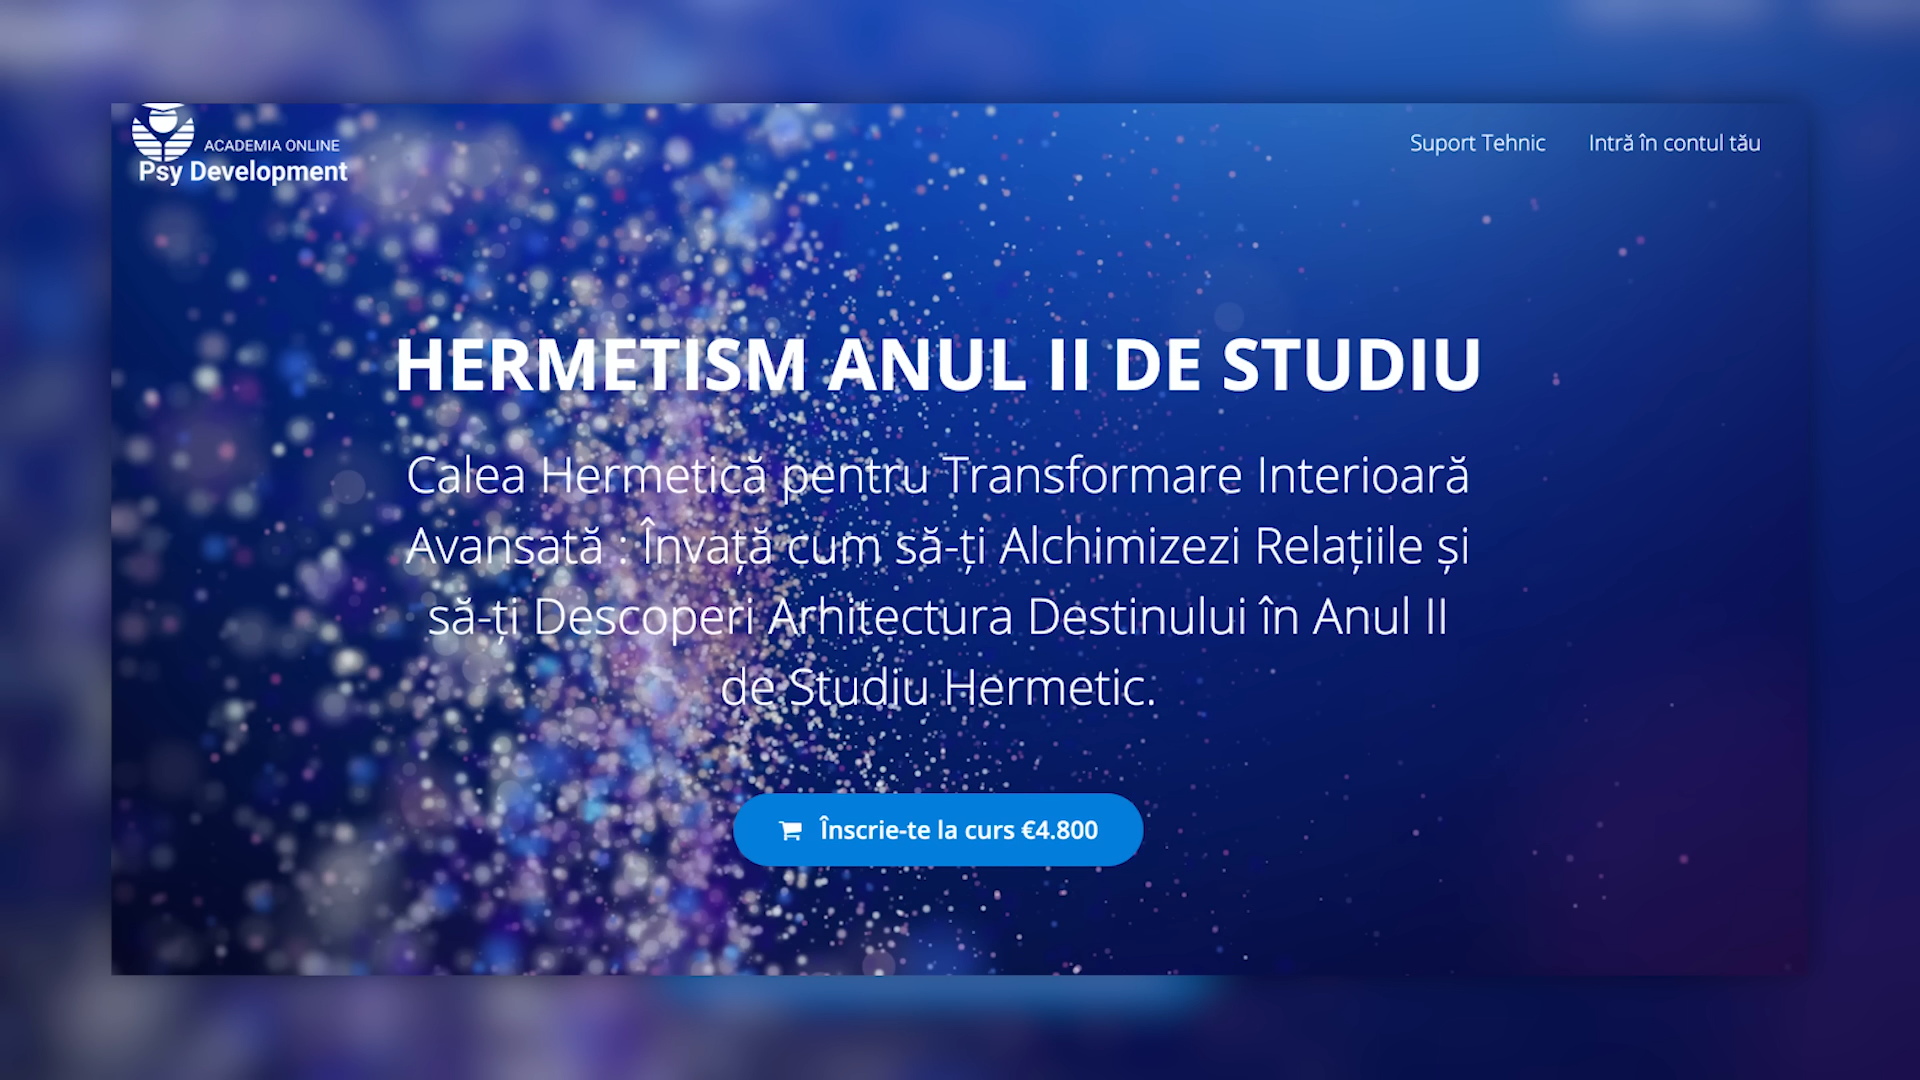 ACADEMIA ONLINE
Psy Development
Suport Tehnic
Intră în contul tău
HERMETISM ANUL II DE STUDIU
Calea Hermetică pentru Transformare Interioară
Avansată : Învață cum să-ți Alchimizezi Relațiile și
să-ți Descoperi Arhitectura Destinului în Anul II
de Studiu Hermetic.
Înscrie-te la curs €4.800